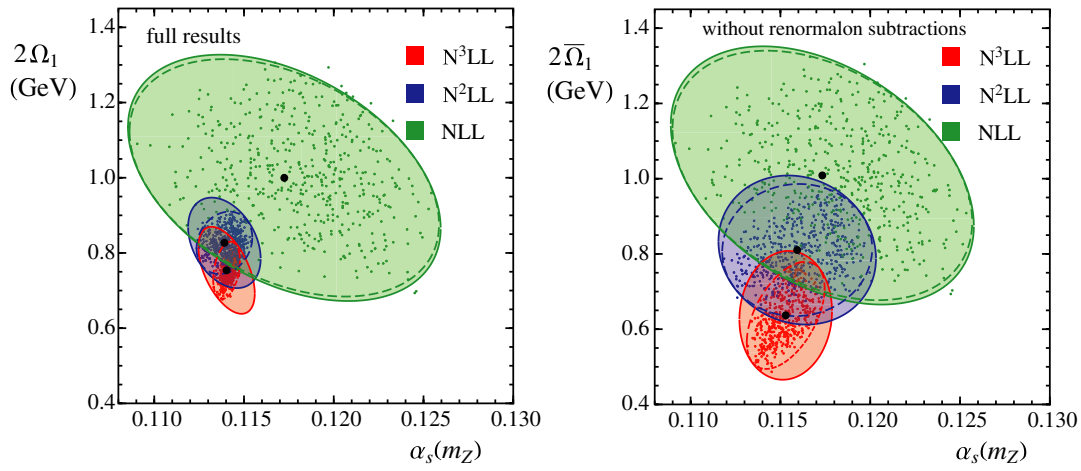 1.4
1.2
1.0
0.8
0.6
0.4
2Ω₁
(GeV)
full results
N³LL
N²LL
NLL
0.110
0.115
0.120
0.125
0.130
αₛ(m_Z)
1.4
1.2
1.0
0.8
0.6
0.4
2Ω̅₁
(GeV)
without renormalon subtractions
N³LL
N²LL
NLL
0.110
0.115
0.120
0.125
0.130
αₛ(m_Z)